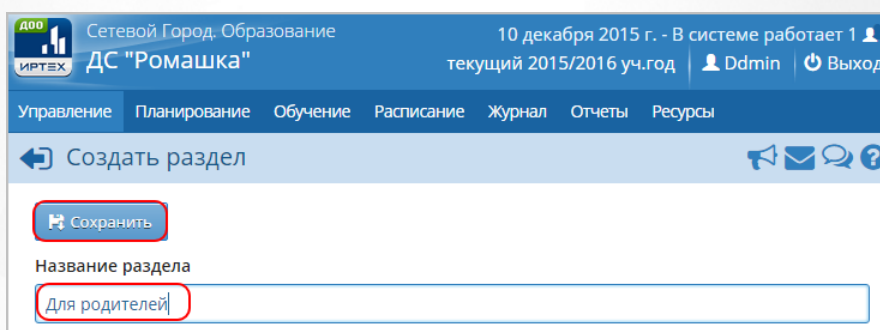 ДОО
ИРТЕХ
Сетевой Город. Образование
ДС "Ромашка"
10 декабря 2015 г. - В системе работает 1
текущий 2015/2016 уч.год Ddmin Выход
Управление Планирование Обучение Расписание Журнал Отчеты Ресурсы
Создать раздел
Сохранить
Название раздела
Для родителей